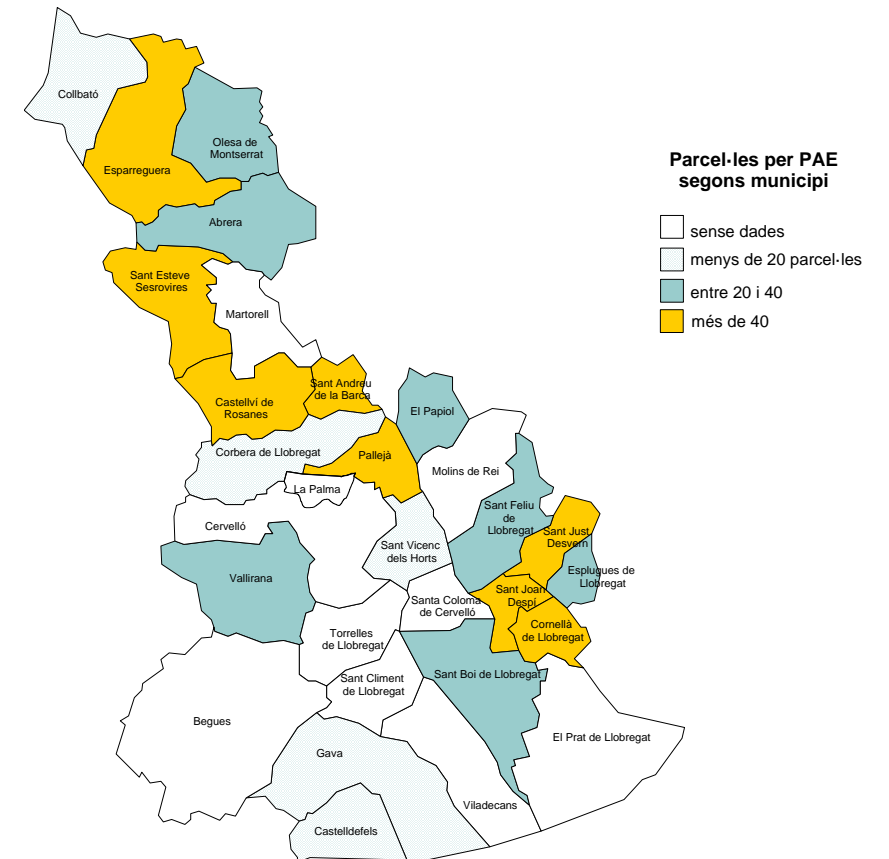 Collbató
Olesa de
Montserrat
Parcel·les per PAE
segons municipi
Esparreguera
Abrera
sense dades
menys de 20 parcel·les
Sant Esteve
Sesrovires
entre 20 i 40
Martorell
més de 40
Sant Andreu
de la Barca
Castellví de
Rosanes
El Papiol
Corbera de Llobregat
Pallejà
Molins de Rei
La Palma
Sant Feliu
de
Llobregat
Cervelló
Sant Just
Desvern
Sant Vicenc
dels Horts
Vallirana
Esplugues de
Llobregat
Sant Joan
Despí
Santa Coloma
de Cervelló
Cornellà
de Llobregat
Torrelles
de Llobregat
Sant Climent
de Llobregat
Sant Boi de Llobregat
Begues
El Prat de Llobregat
Gava
Viladecans
Castelldefels